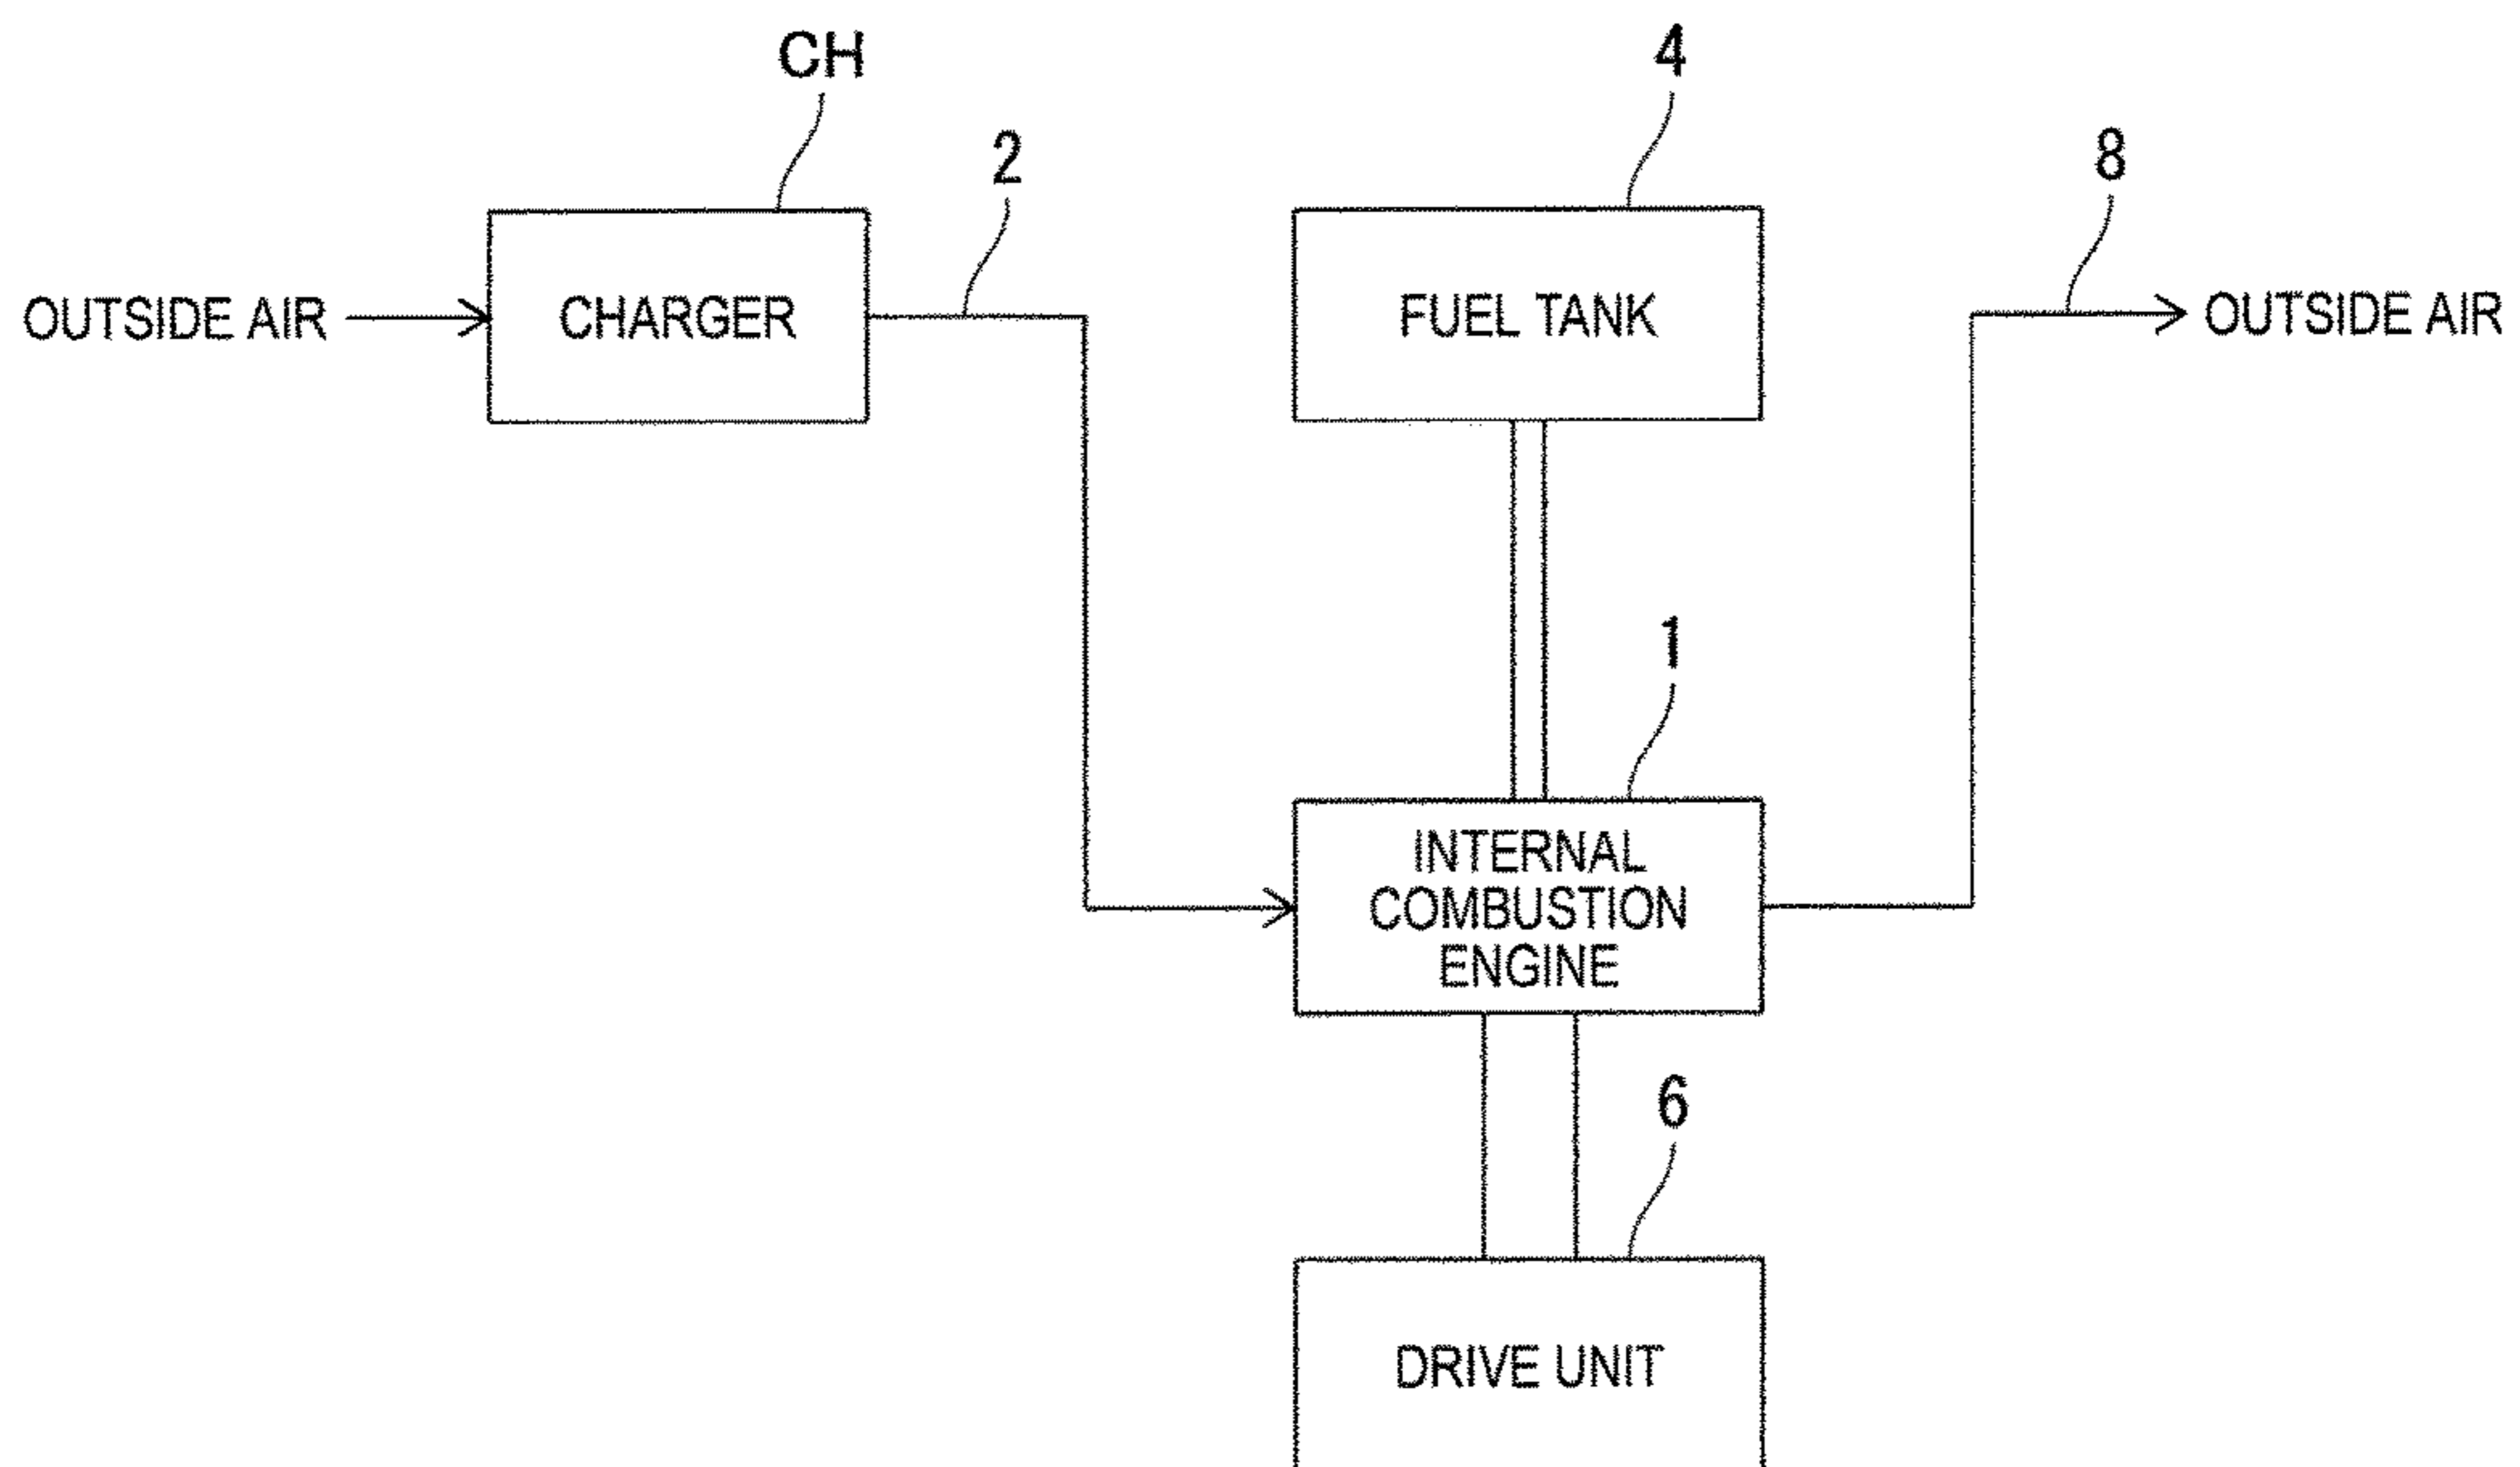 CH
4
2
8
OUTSIDE AIR
CHARGER
FUEL TANK
OUTSIDE AIR
1
INTERNAL
COMBUSTION
ENGINE
6
DRIVE UNIT